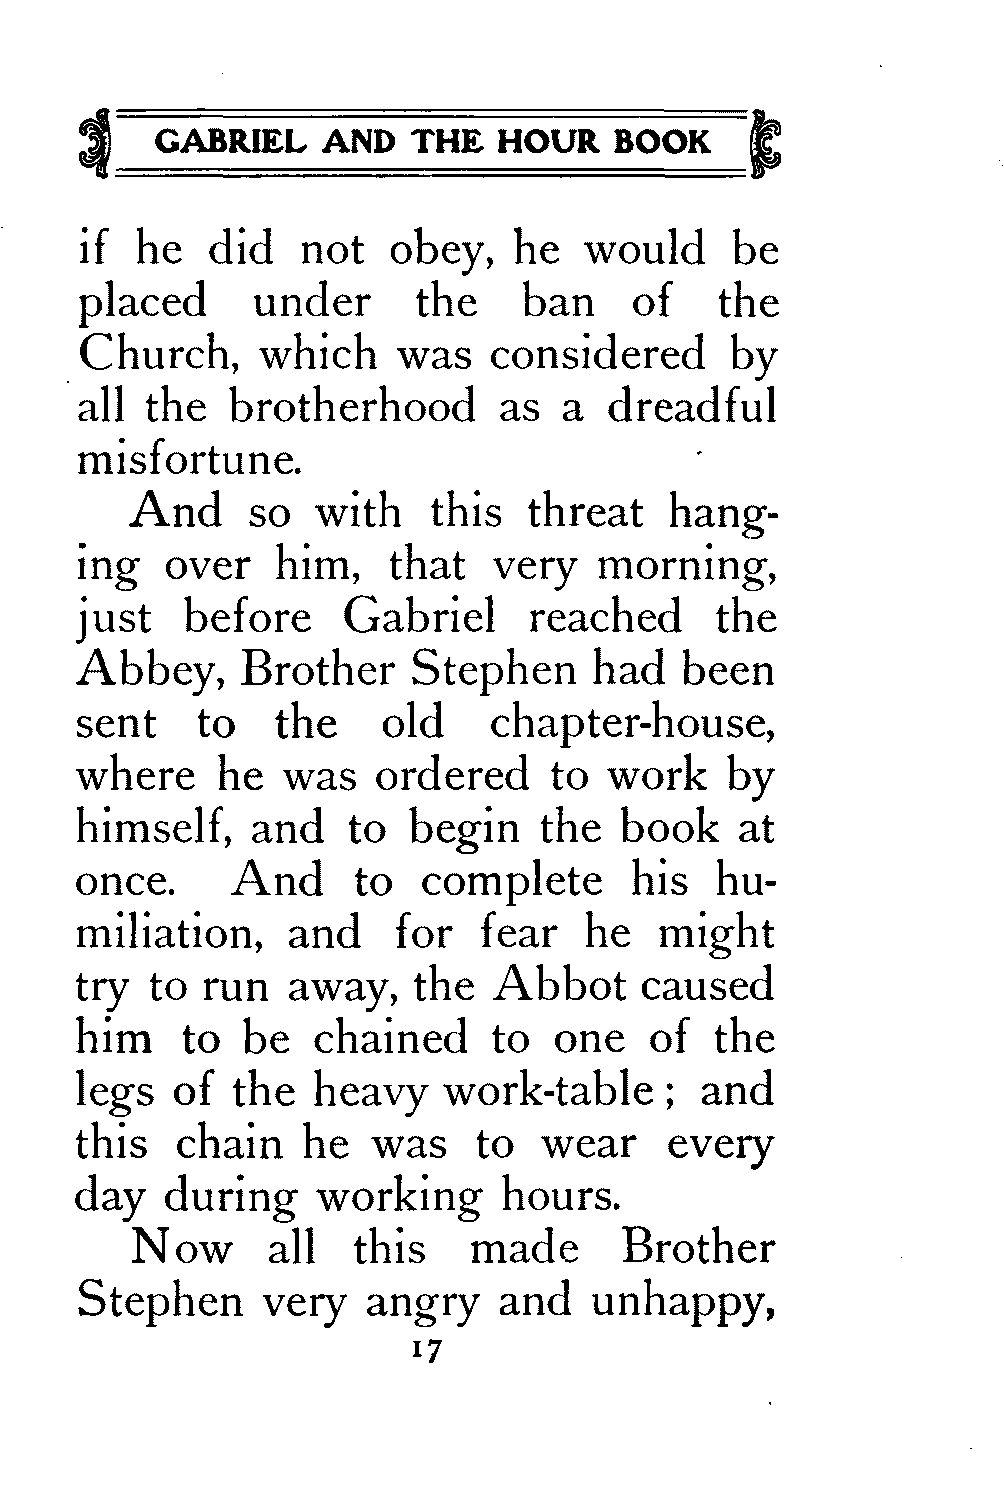 GABRIEL AND THE HOUR BOOK
if he did not obey, he would be
placed under the ban of the
Church, which was considered by
all the brotherhood as a dreadful
misfortune.
And so with this threat hang-
ing over him, that very morning,
just before Gabriel reached the
Abbey, Brother Stephen had been
sent to the old chapter-house,
where he was ordered to work by
himself, and to begin the book at
once. And to complete his hu-
miliation, and for fear he might
try to run away, the Abbot caused
him to be chained to one of the
legs of the heavy work-table ; and
this chain he was to wear every
day during working hours.
Now all this made Brother
Stephen very angry and unhappy,
17